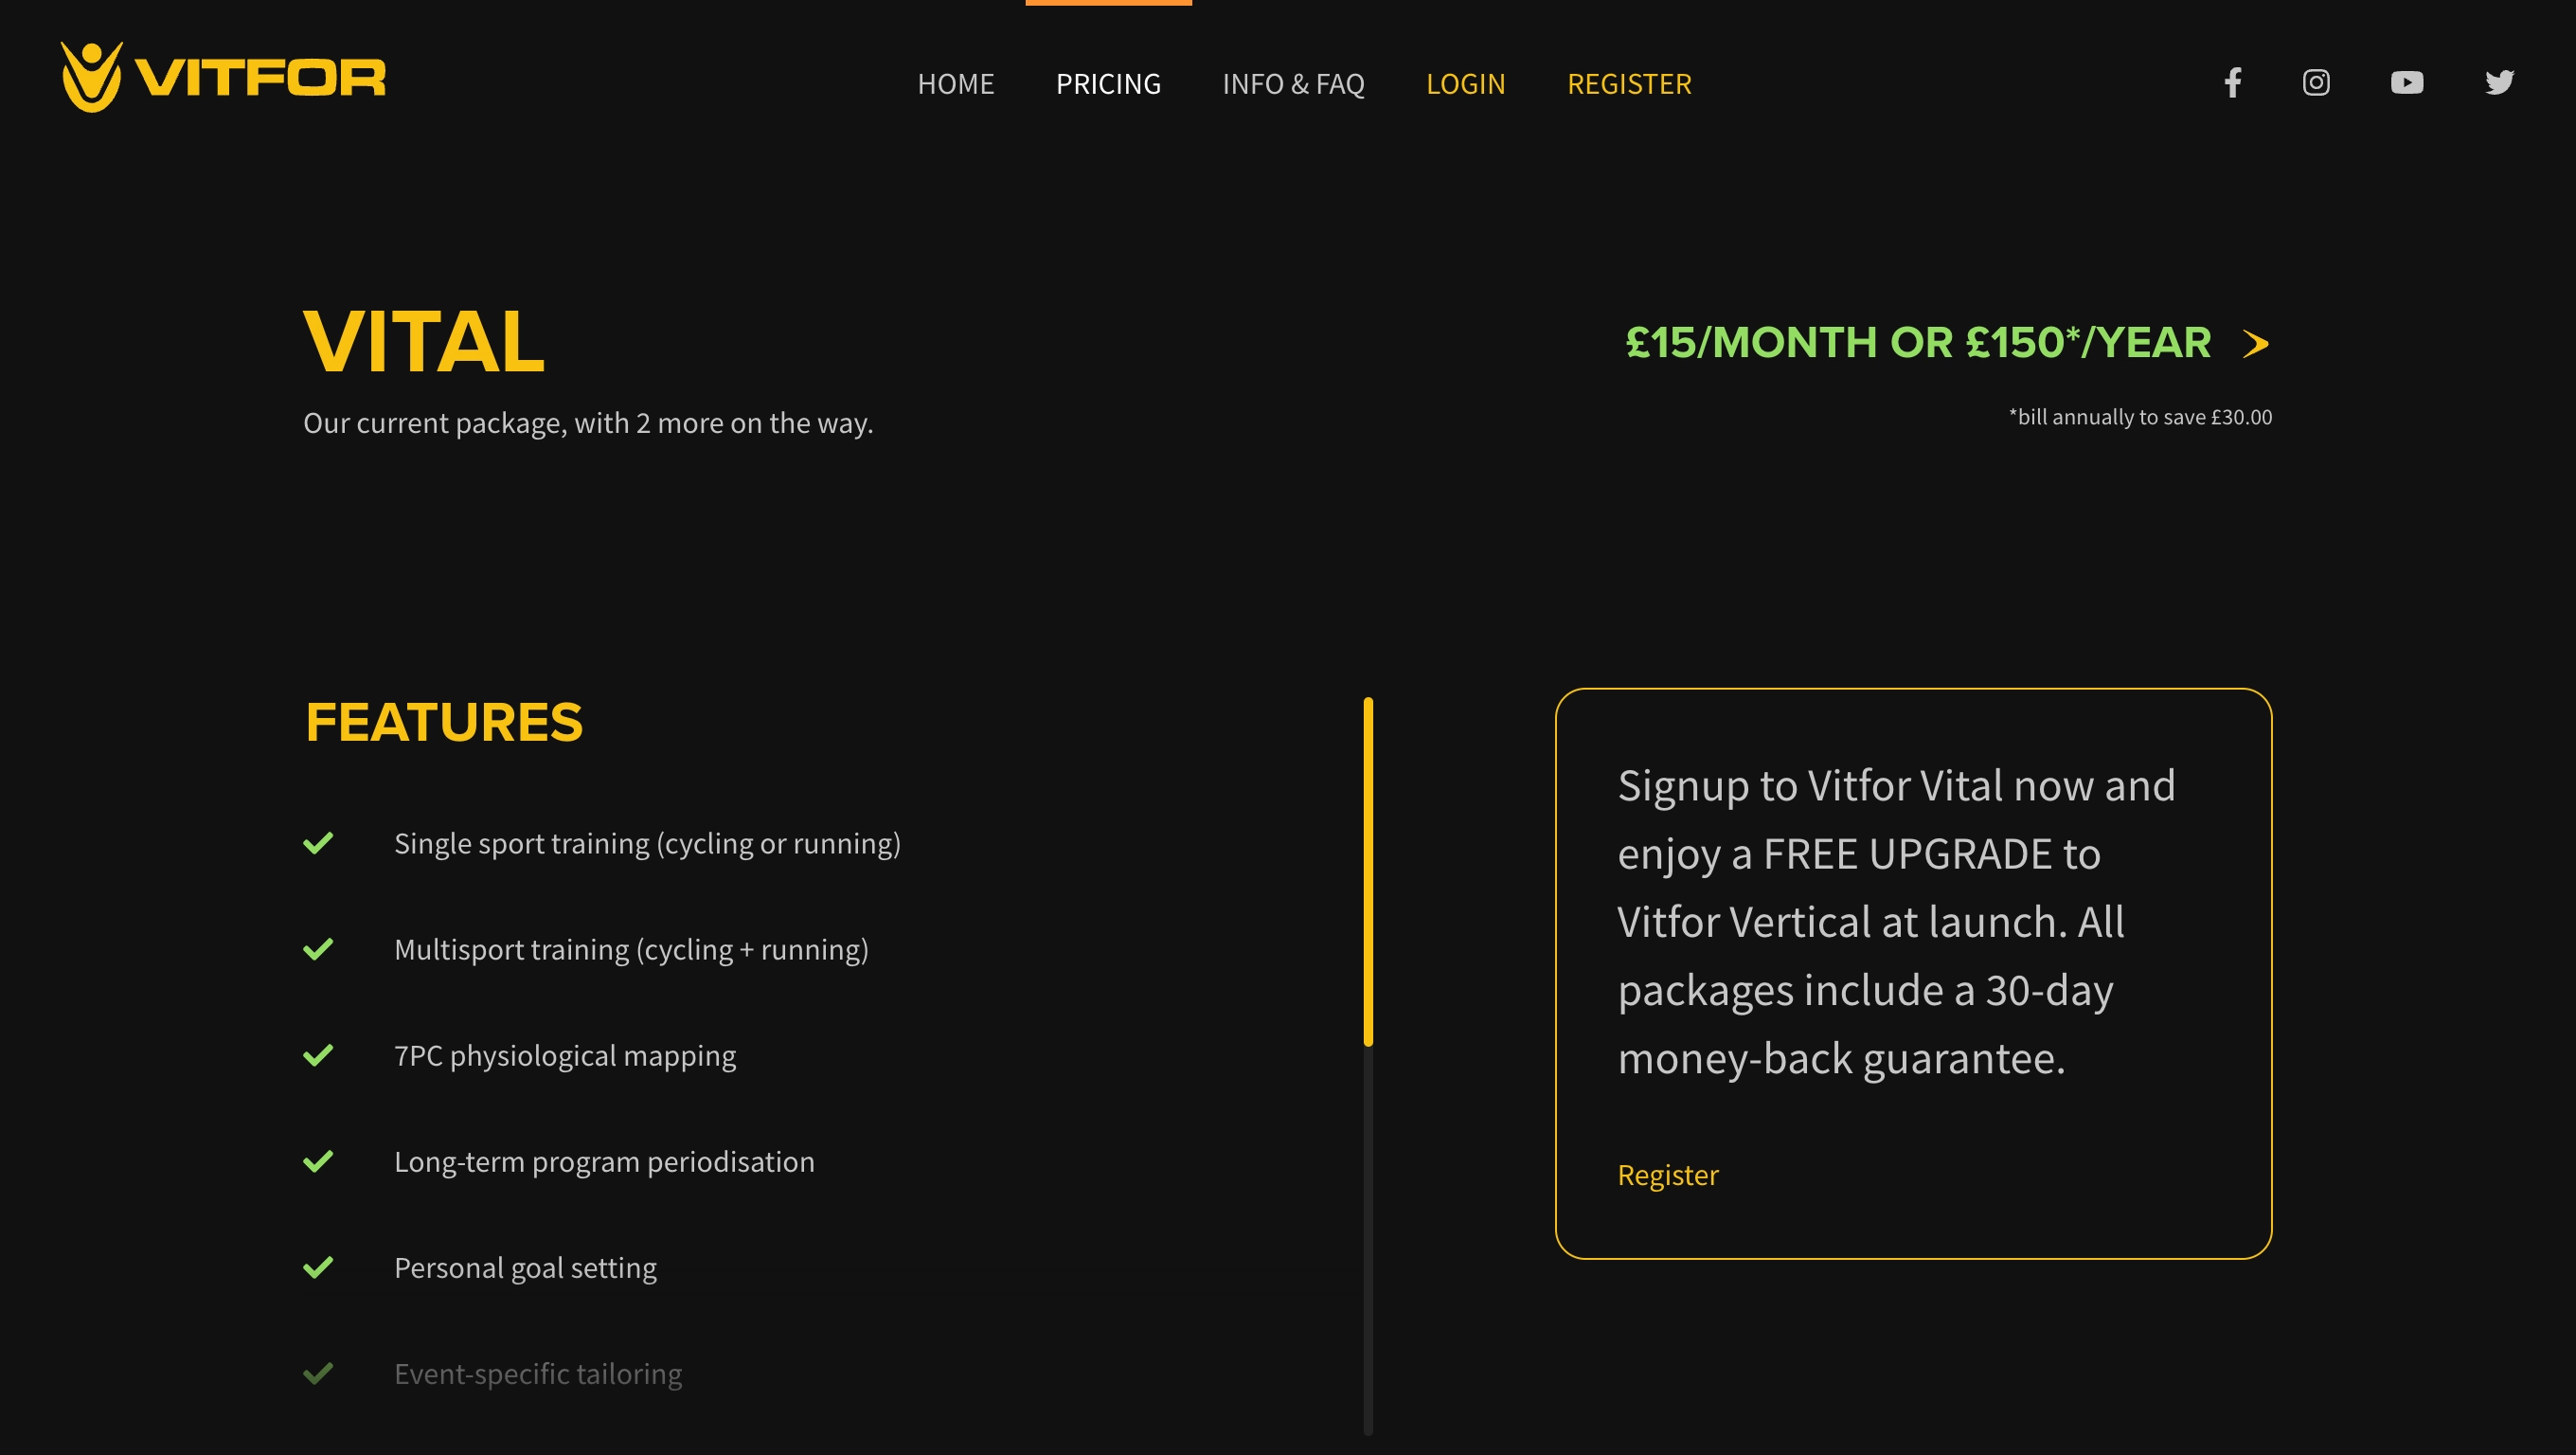 VITFOR
HOME
PRICING
INFO & FAQ
LOGIN
REGISTER
VITAL
Our current package, with 2 more on the way.
£15/MONTH OR £150*/YEAR
*bill annually to save £30.00
FEATURES
Single sport training (cycling or running)
Multisport training (cycling + running)
7PC physiological mapping
Long-term program periodisation
Personal goal setting
Event-specific tailoring
Signup to Vitfor Vital now and
enjoy a FREE UPGRADE to
Vitfor Vertical at launch. All
packages include a 30-day
money-back guarantee.
Register